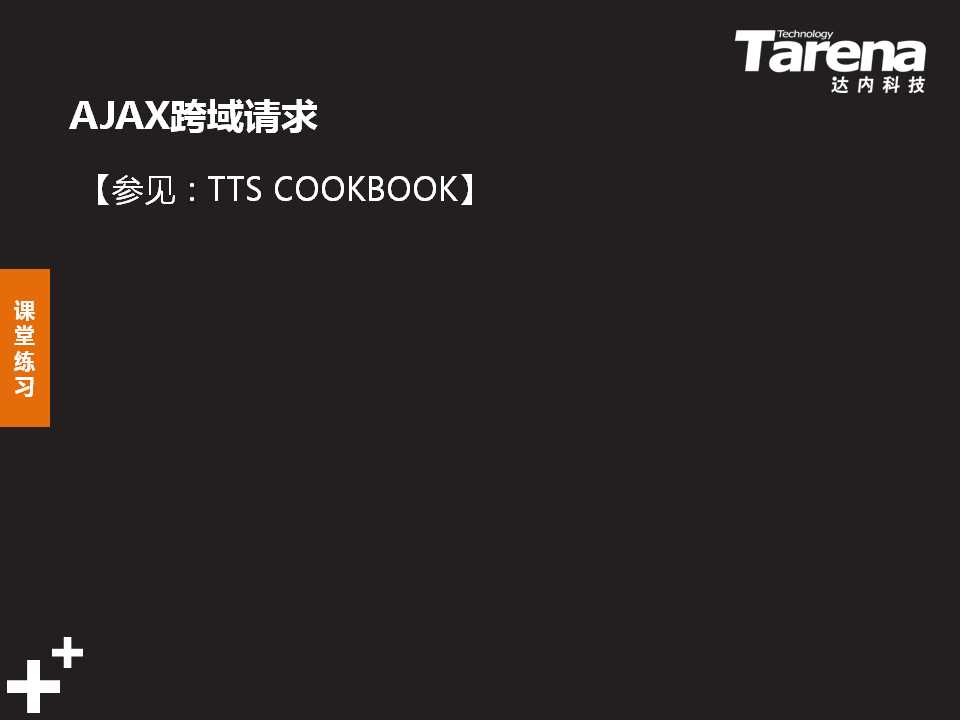 Technology
Tarena
达内科技
AJAX跨域请求
【参见：TTS COOKBOOK】
课
堂
练
习